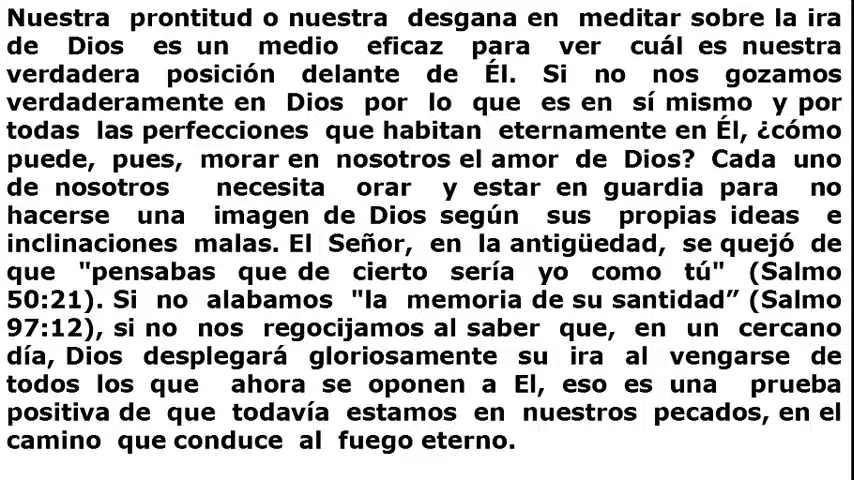 Nuestra prontitud o nuestra desgana en meditar sobre la ira
de Dios es un medio eficaz para ver cuál es nuestra
verdadera posición delante de Él. Si no nos gozamos
verdaderamente en Dios por lo que es en sí mismo y por
todas las perfecciones que habitan eternamente en Él, ¿cómo
puede, pues, morar en nosotros el amor de Dios? Cada uno
de nosotros necesita orar y estar en guardia para no
hacerse una imagen de Dios según sus propias ideas e
inclinaciones malas. El Señor, en la antigüedad, se quejó de
que "pensabas que de cierto sería yo como tú" (Salmo
50:21). Si no alabamos "la memoria de su santidad” (Salmo
97:12), si no nos regocijamos al saber que, en un cercano
día, Dios desplegará gloriosamente su ira al vengarse de
todos los que ahora se oponen a El, eso es una prueba
positiva de que todavía estamos en nuestros pecados, en el
camino que conduce al fuego eterno.